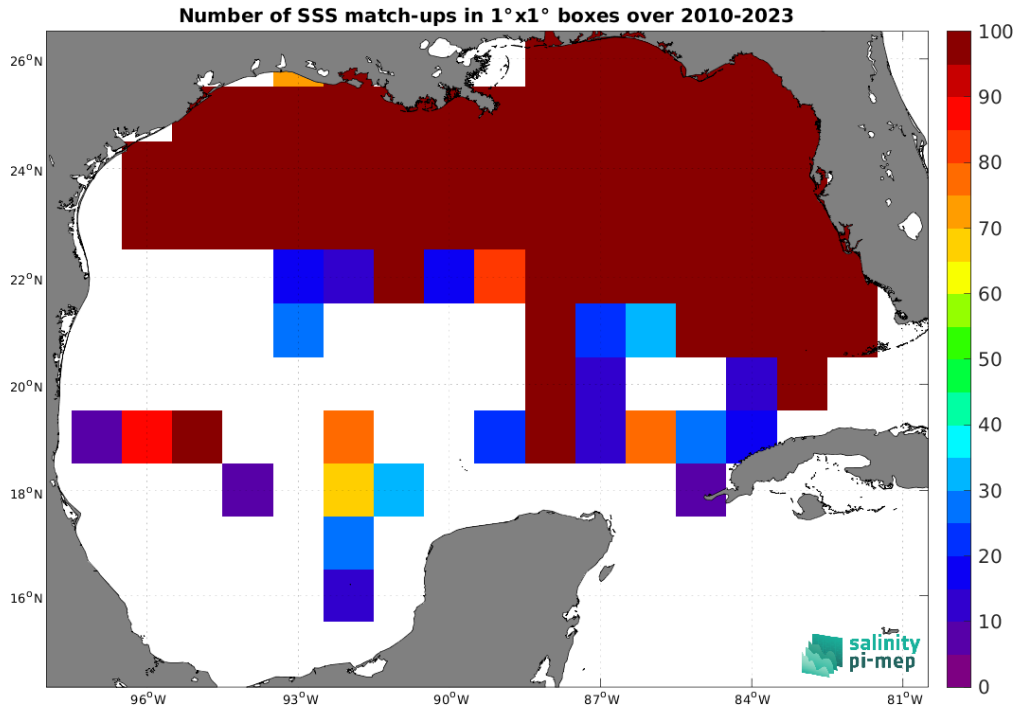 Number of SSS match-ups in 1°x1° boxes over 2010-2023
26°N
24°N
22°N
20°N
18°N
16°N
96°W
93°W
90°W
87°W
84°W
81°W
100
90
80
70
60
50
40
30
20
10
0
salinity
pi-mep